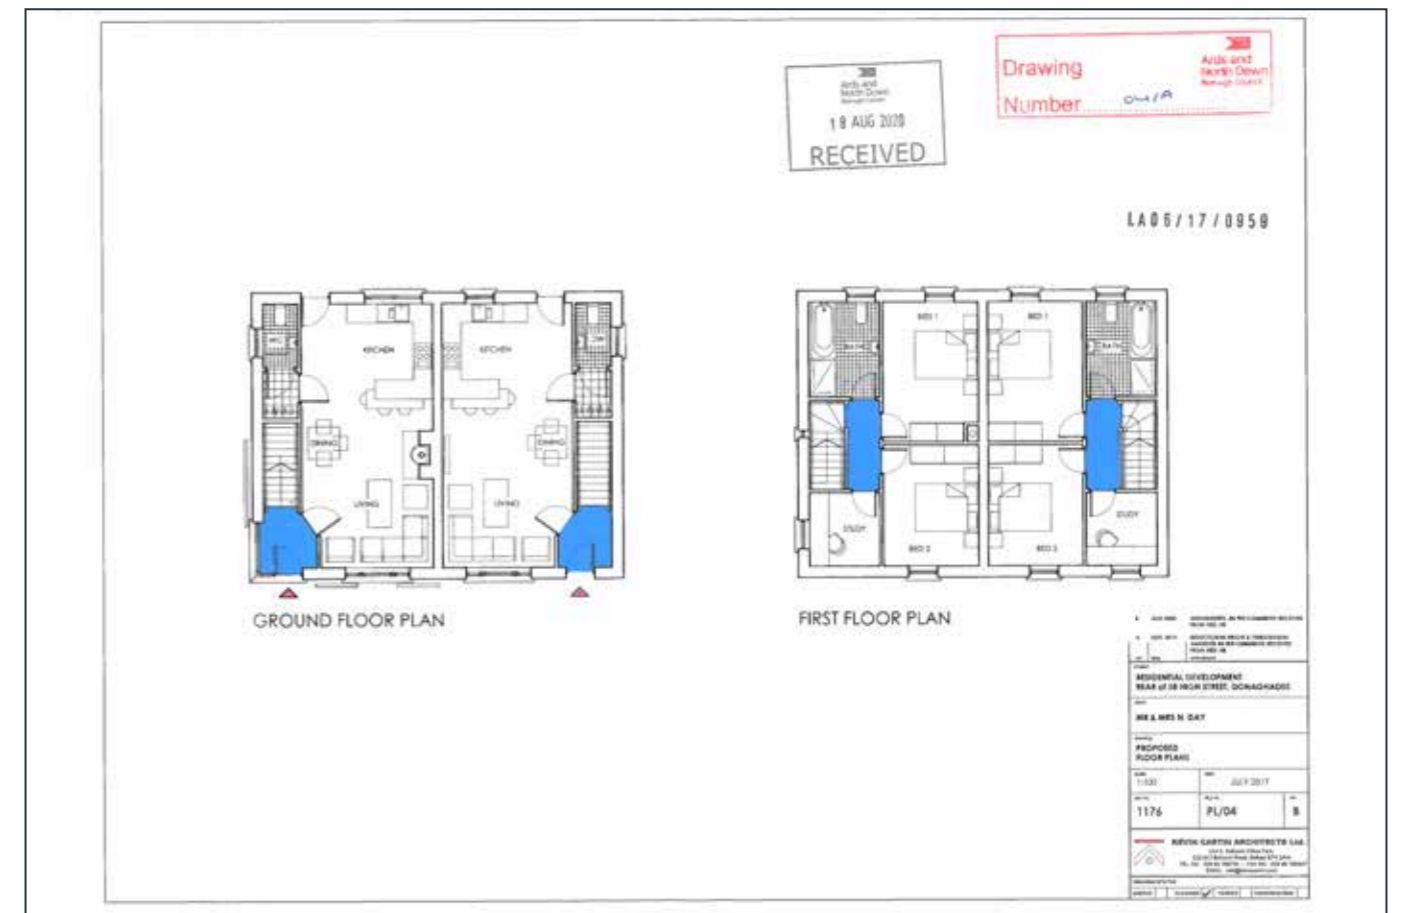 Ards and
North Down
Borough Council
18 AUG 2020
RECEIVED
Drawing
Number
Ards and
North Down
Borough Council
04/A
LA06/17/0959
WC
KITCHEN
KITCHEN
DINING
DINING
LIVING
LIVING
GROUND FLOOR PLAN
BATH
BED 1
BED 1
BATH
STUDY
BED 2
BED 2
STUDY
FIRST FLOOR PLAN
RESIDENTIAL DEVELOPMENT
REAR of 58 HIGH STREET, DONAGHADEE
MR & MRS N. DAY
PROPOSED
FLOOR PLANS
1:100
JULY 2017
1176
PL/04
B
KEVIN CARTIN ARCHITECTS Ltd.